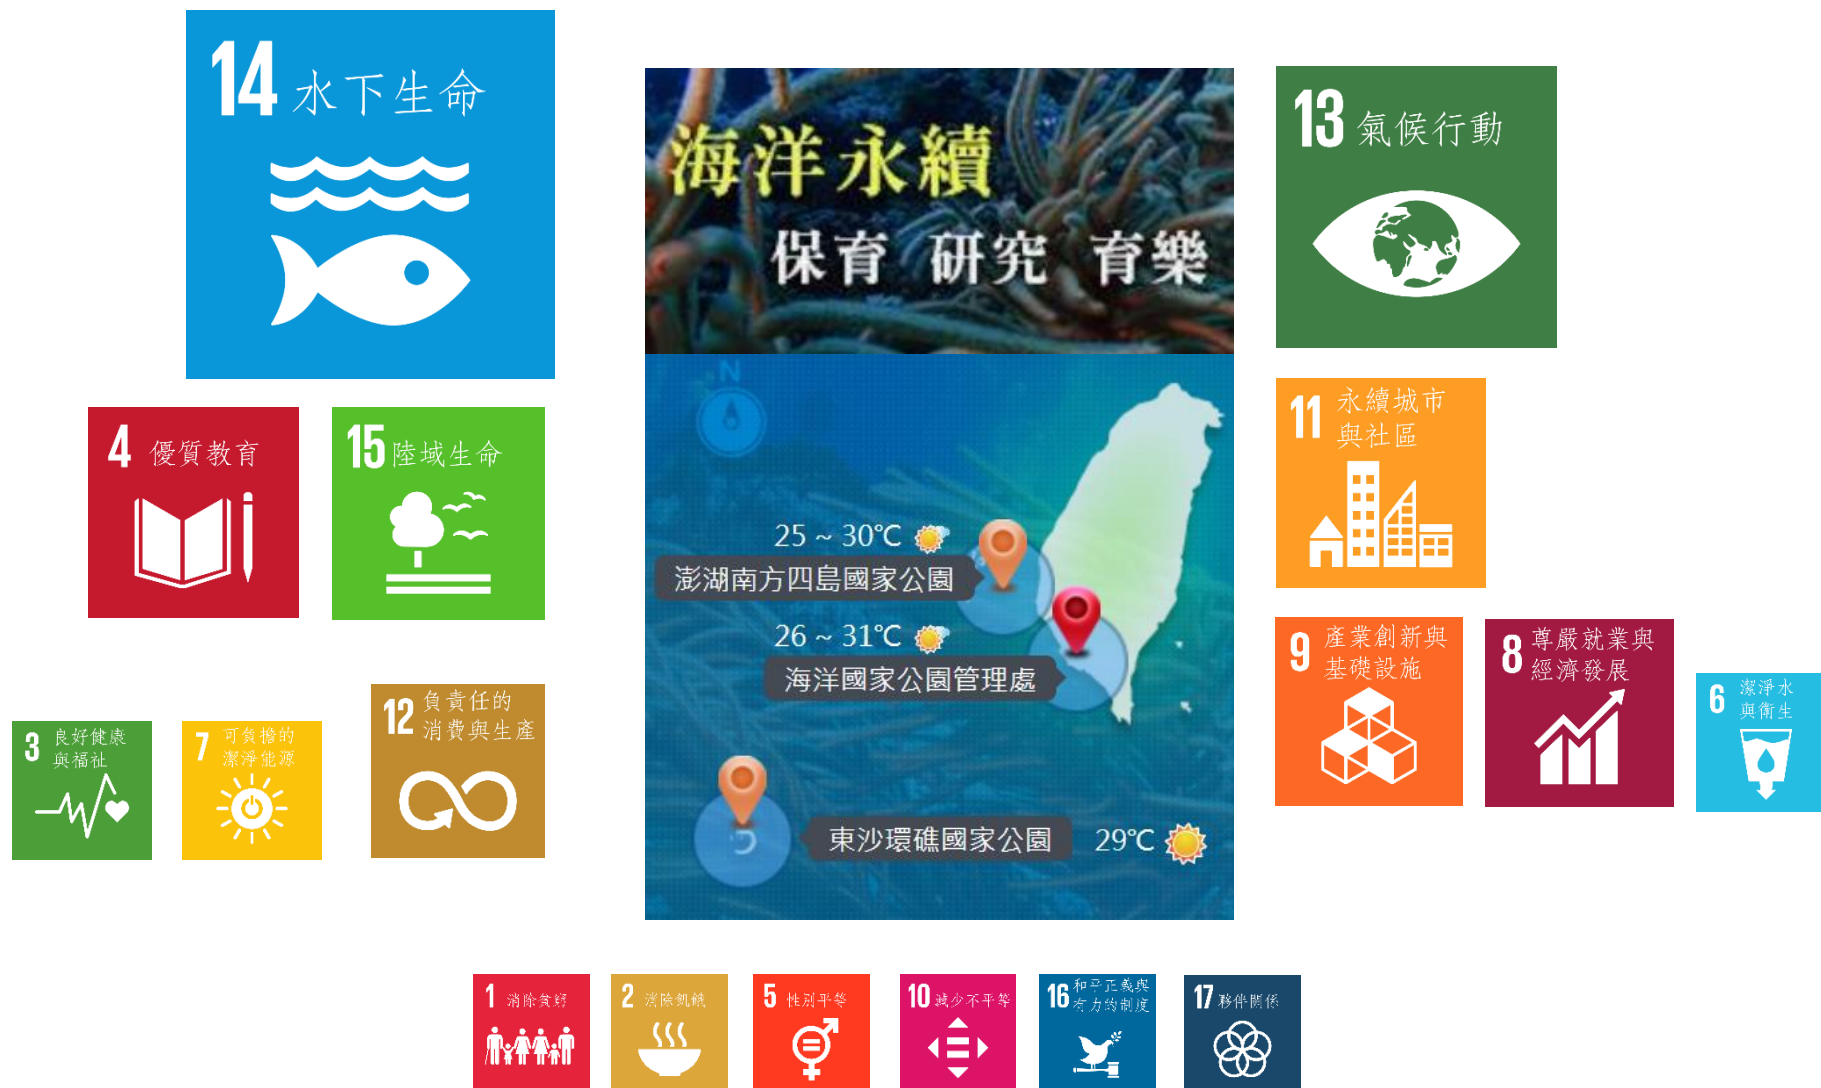 14 水下生命
海洋永續
保育 研究 育樂
13 氣候行動
4 優質教育
15 陸域生命
11 永續城市
與社區
N
25 ~ 30℃
澎湖南方四島國家公園
26 ~ 31℃
海洋國家公園管理處
東沙環礁國家公園 29℃
3 良好健康
與福祉
7 可負擔的
潔淨能源
12 負責任的
消費與生產
9 產業創新與
基礎設施
8 尊嚴就業與
經濟發展
6 潔淨水
與衛生
1 消除貧窮
2 消除飢餓
5 性別平等
10 減少不平等
16 和平正義與
有力的制度
17 夥伴關係